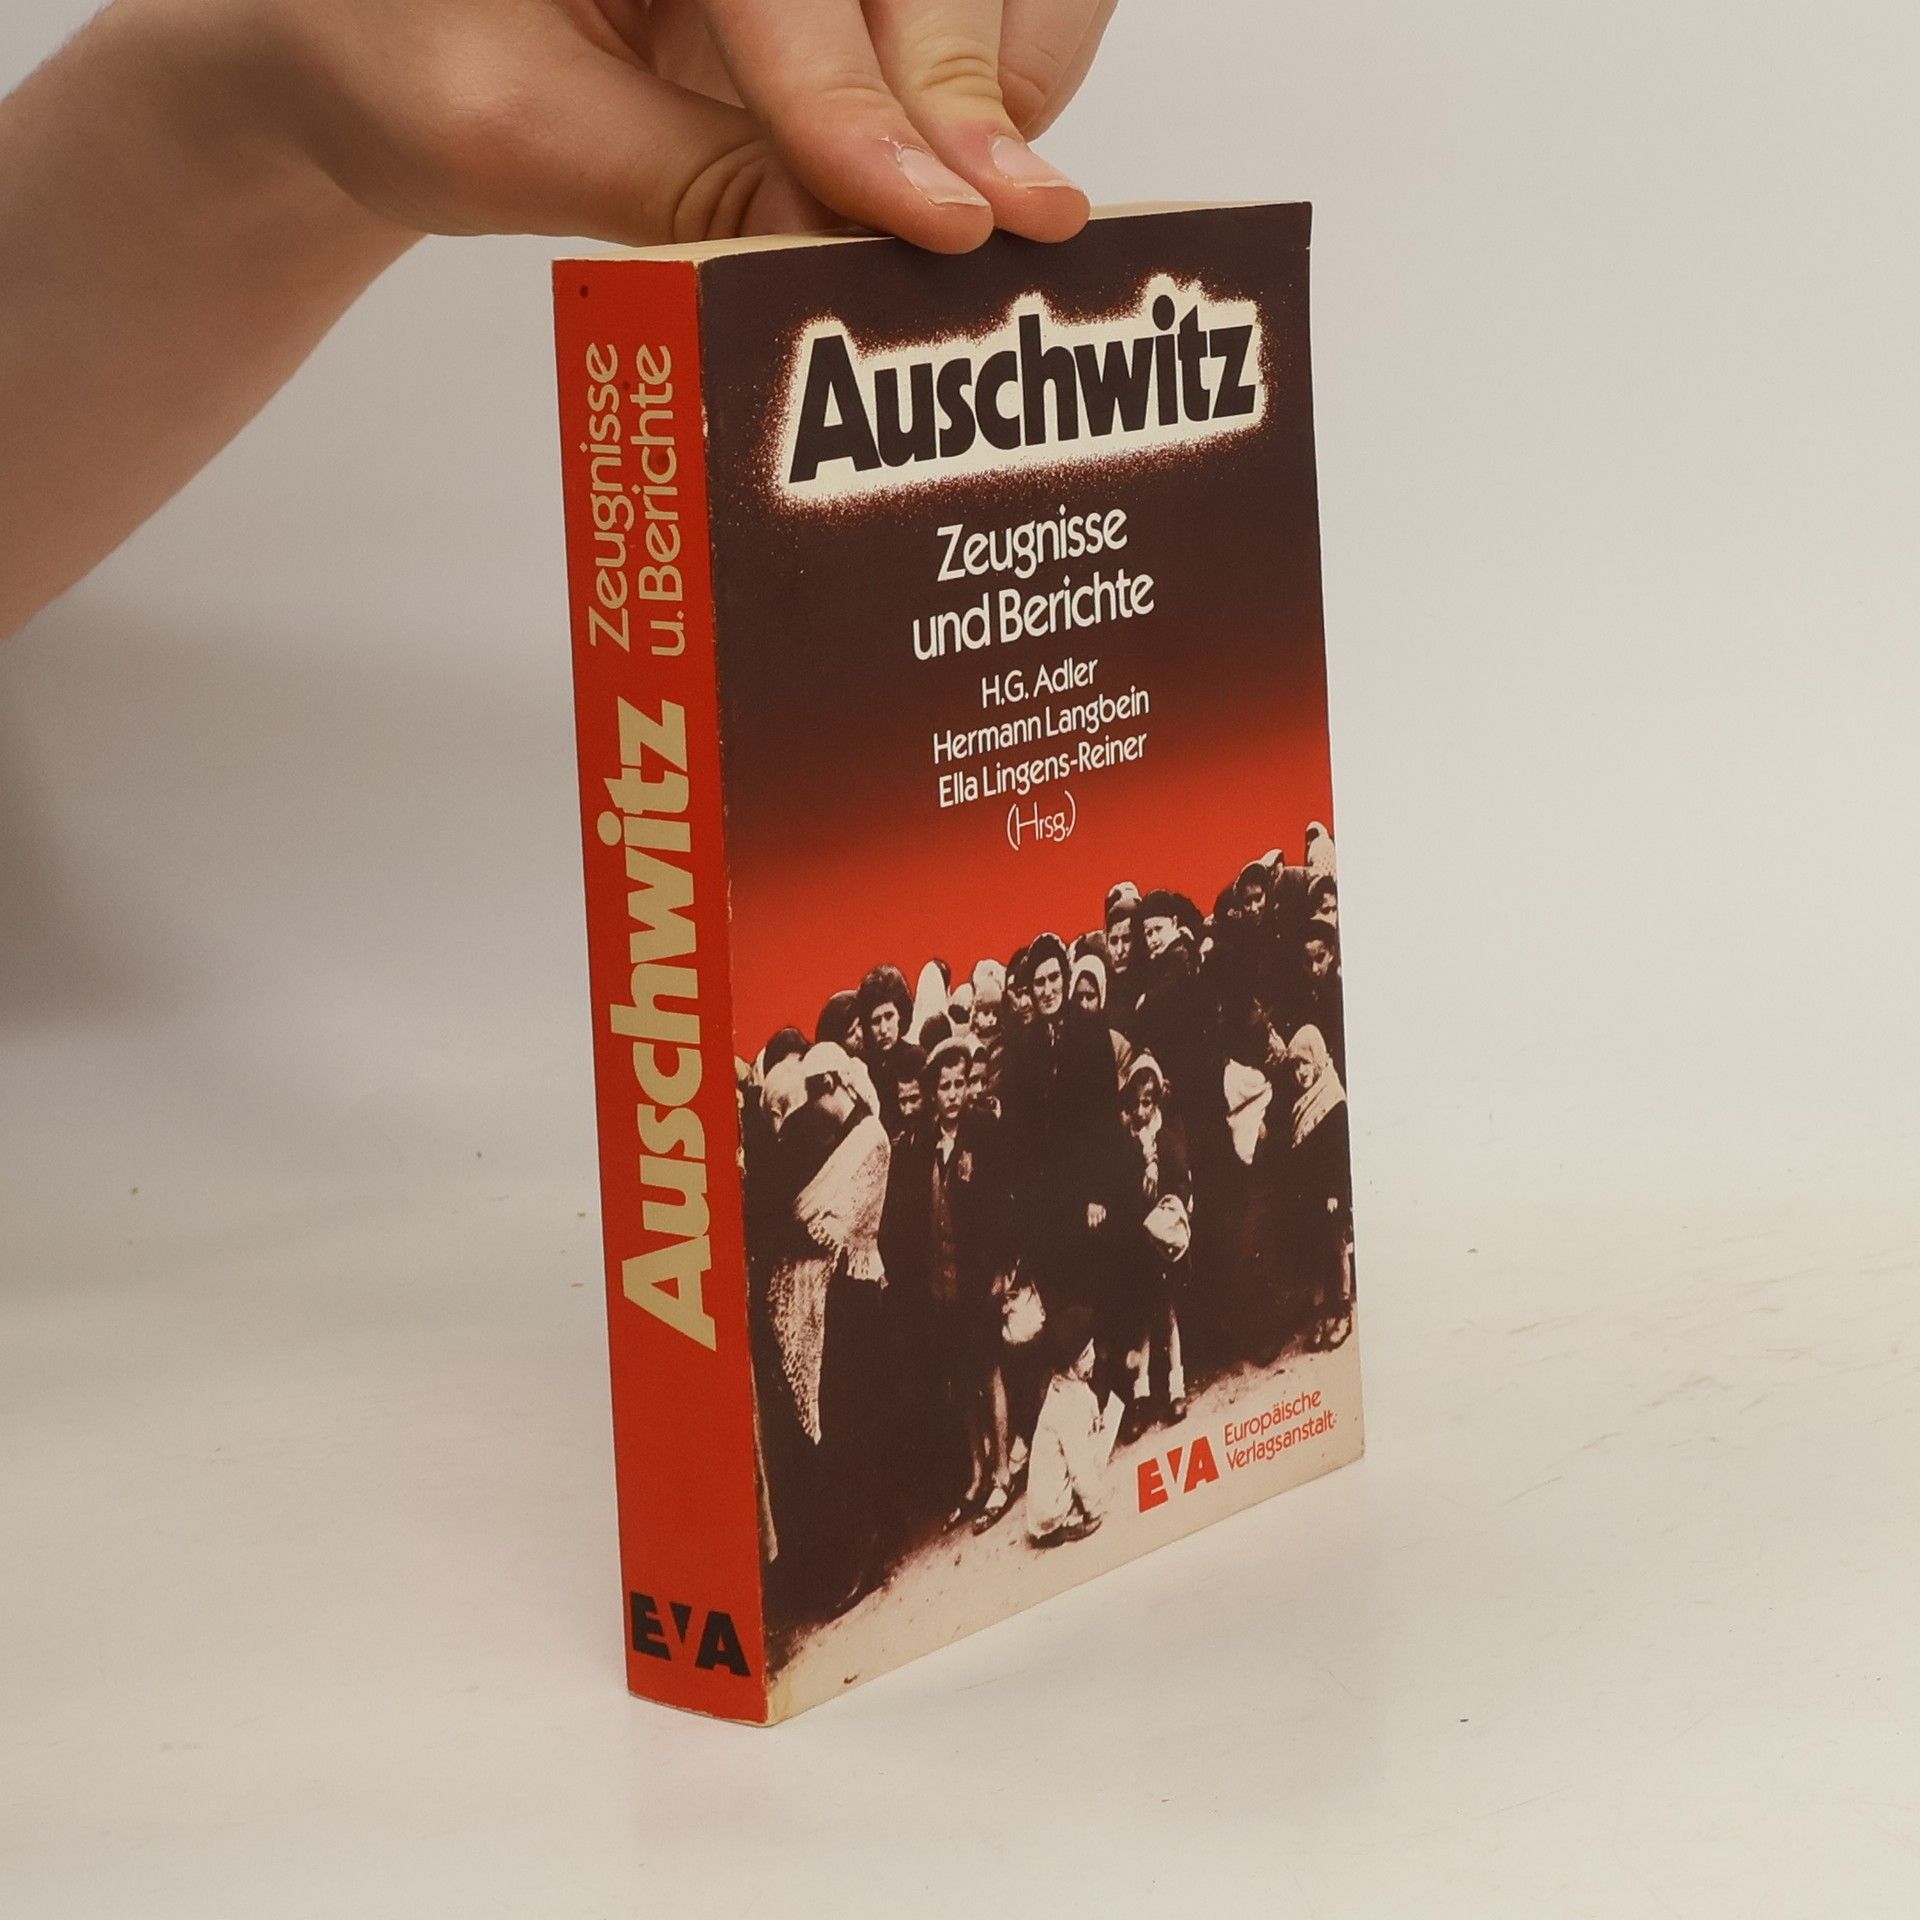 Auschwitz
Zeugnisse
und Berichte
H.G. Adler
Hermann Langbein
Ella Lingens-Reiner
(Hrsg.)
EVA
Europäische
Verlagsanstalt
Auschwitz
Zeugnisse
u. Berichte
EVA